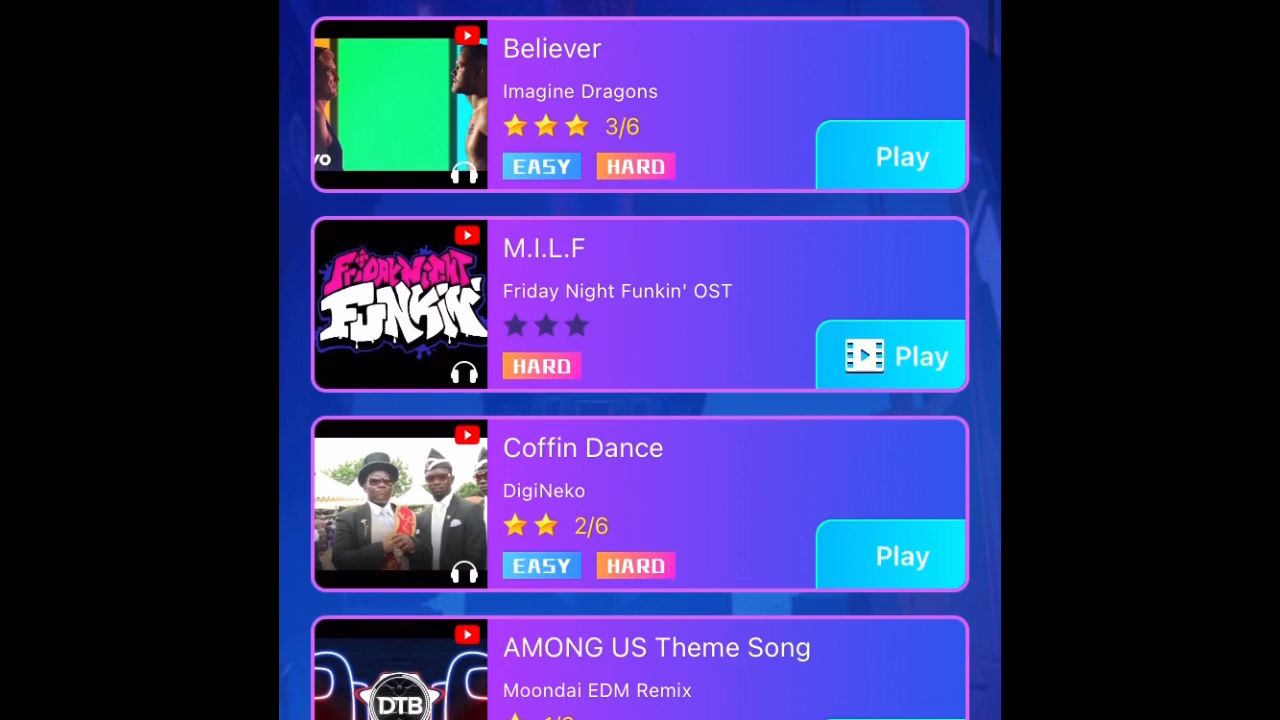 Believer
Imagine Dragons
3/6
EASY HARD
Play
vo
M.I.L.F
Friday Night Funkin' OST
HARD
Play
FRIDAY NIGHT
FUNKIN'
Coffin Dance
DigiNeko
2/6
EASY HARD
Play
AMONG US Theme Song
Moondai EDM Remix
DTB